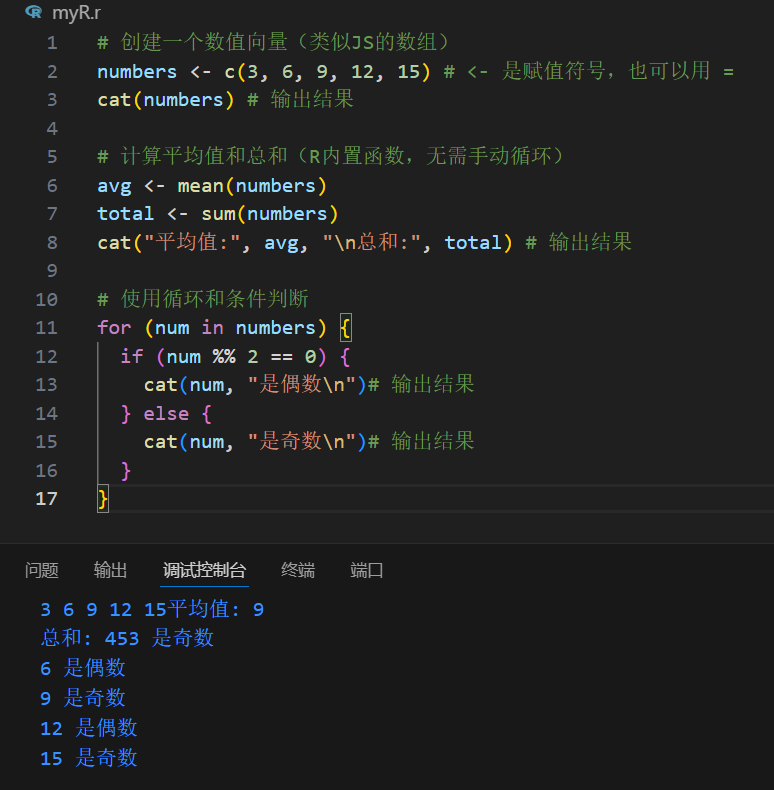 myR.r
1 # 创建一个数值向量（类似JS的数组）
2 numbers <- c(3, 6, 9, 12, 15) # <- 是赋值符号，也可以用 =
3 cat(numbers) # 输出结果
4
5 # 计算平均值和总和（R内置函数，无需手动循环）
6 avg <- mean(numbers)
7 total <- sum(numbers)
8 cat("平均值:", avg, "\n总和:", total) # 输出结果
9
10 # 使用循环和条件判断
11 for (num in numbers) {
12   if (num %% 2 == 0) {
13     cat(num, "是偶数\n")# 输出结果
14   } else {
15     cat(num, "是奇数\n")# 输出结果
16   }
17 }
问题 输出 调试控制台 终端 端口
3 6 9 12 15平均值: 9
总和: 453 是奇数
6 是偶数
9 是奇数
12 是偶数
15 是奇数